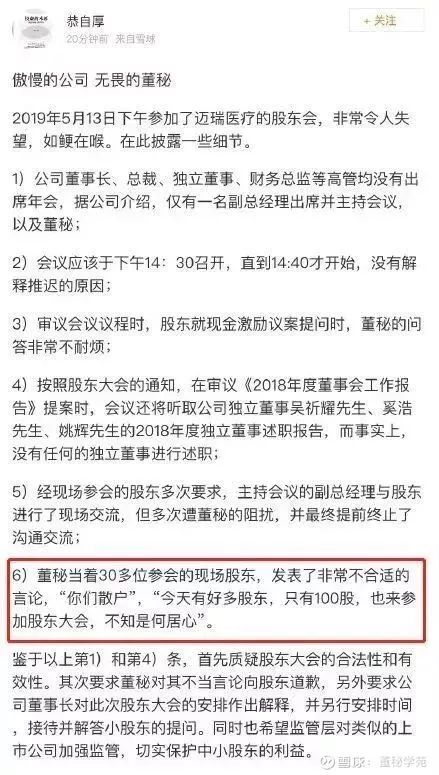 恭自厚
20分钟前 来自雪球
+ 关注
傲慢的公司 无畏的董秘
2019年5月13日下午参加了迈瑞医疗的股东会，非常令人失
望，如鲠在喉。在此披露一些细节。
1）公司董事长、总裁、独立董事、财务总监等高管均没有出
席年会，据公司介绍，仅有一名副总经理出席并主持会议，
以及董秘；
2）会议应该于下午14：30召开，直到14:40才开始，没有解
释推迟的原因；
3）审议会议议程时，股东就现金激励议案提问时，董秘的问
答非常不耐烦；
4）按照股东大会的通知，在审议《2018年度董事会工作报
告》提案时，会议还将听取公司独立董事吴祈耀先生、奚浩
先生、姚辉先生的2018年度独立董事述职报告，而事实上，
没有任何的独立董事进行述职；
5）经现场参会的股东多次要求，主持会议的副总经理与股东
进行了现场交流，但多次遭董秘的阻扰，并最终提前终止了
沟通交流；
6）董秘当着30多位参会的现场股东，发表了非常不合适的
言论，“你们散户”，“今天有好多股东，只有100股，也来参
加股东大会，不知是何居心”。
鉴于以上第1）和第4）条，首先质疑股东大会的合法性和有
效性。其次要求董秘对其不当言论向股东道歉，另外要求公
司董事长对此次股东大会的安排作出解释，并另行安排时间
，接待并解答小股东的提问。同时也希望监管层对类似的上
市公司加强监管，切实保护中小股东的利益。
雪球：董秘学苑